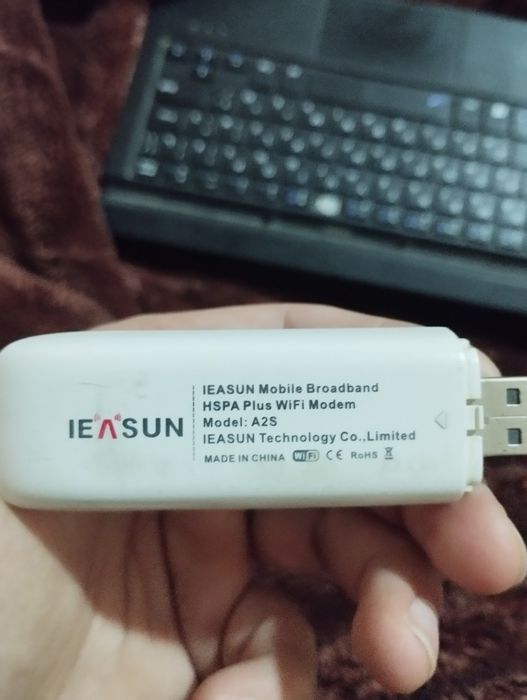 IEASUN
IEASUN Mobile Broadband
HSPA Plus WiFi Modem
Model: A2S
IEASUN Technology Co.,Limited
MADE IN CHINA WiFi CE RoHS